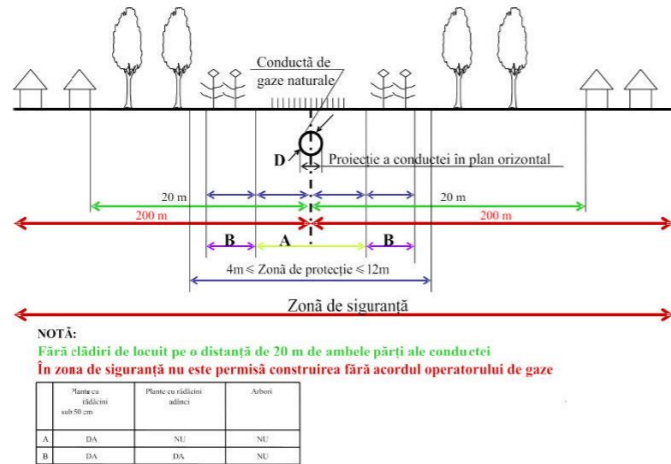 Conductă de
gaze naturale
D
Proiecție a conductei în plan orizontal
20 m
20 m
200 m
200 m
B
A
B
4m ≤ Zonă de protecție ≤ 12m
Zonă de siguranță
NOTĂ:
Fără clădiri de locuit pe o distanță de 20 m de ambele părți ale conductei
În zona de siguranță nu este permisă construirea fără acordul operatorului de gaze
Plante cu rădăcini sub 50 cm
Plante cu rădăcini adânci
Arbori
A DA NU NU
B DA DA NU